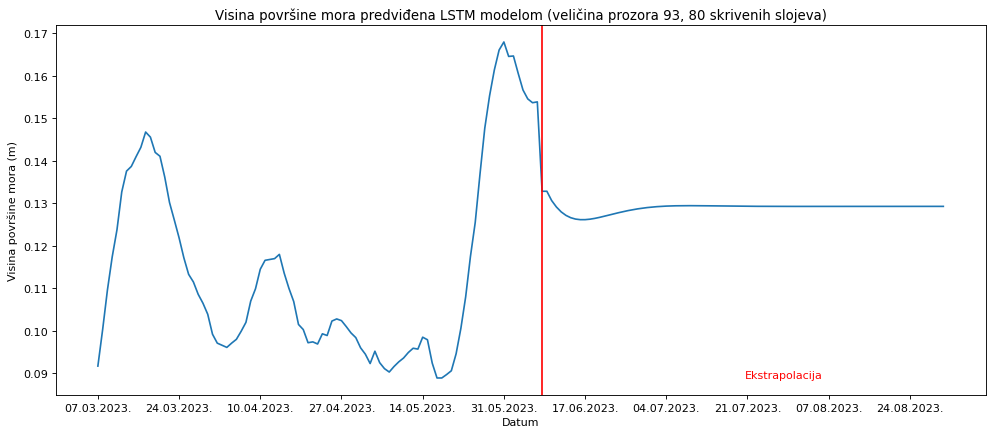 Visina površine mora predviđena LSTM modelom (veličina prozora 93, 80 skrivenih slojeva)
Visina površine mora (m)
0.17
0.16
0.15
0.14
0.13
0.12
0.11
0.10
0.09
Ekstrapolacija
07.03.2023. 24.03.2023. 10.04.2023. 27.04.2023. 14.05.2023. 31.05.2023. 17.06.2023. 04.07.2023. 21.07.2023. 07.08.2023. 24.08.2023.
Datum